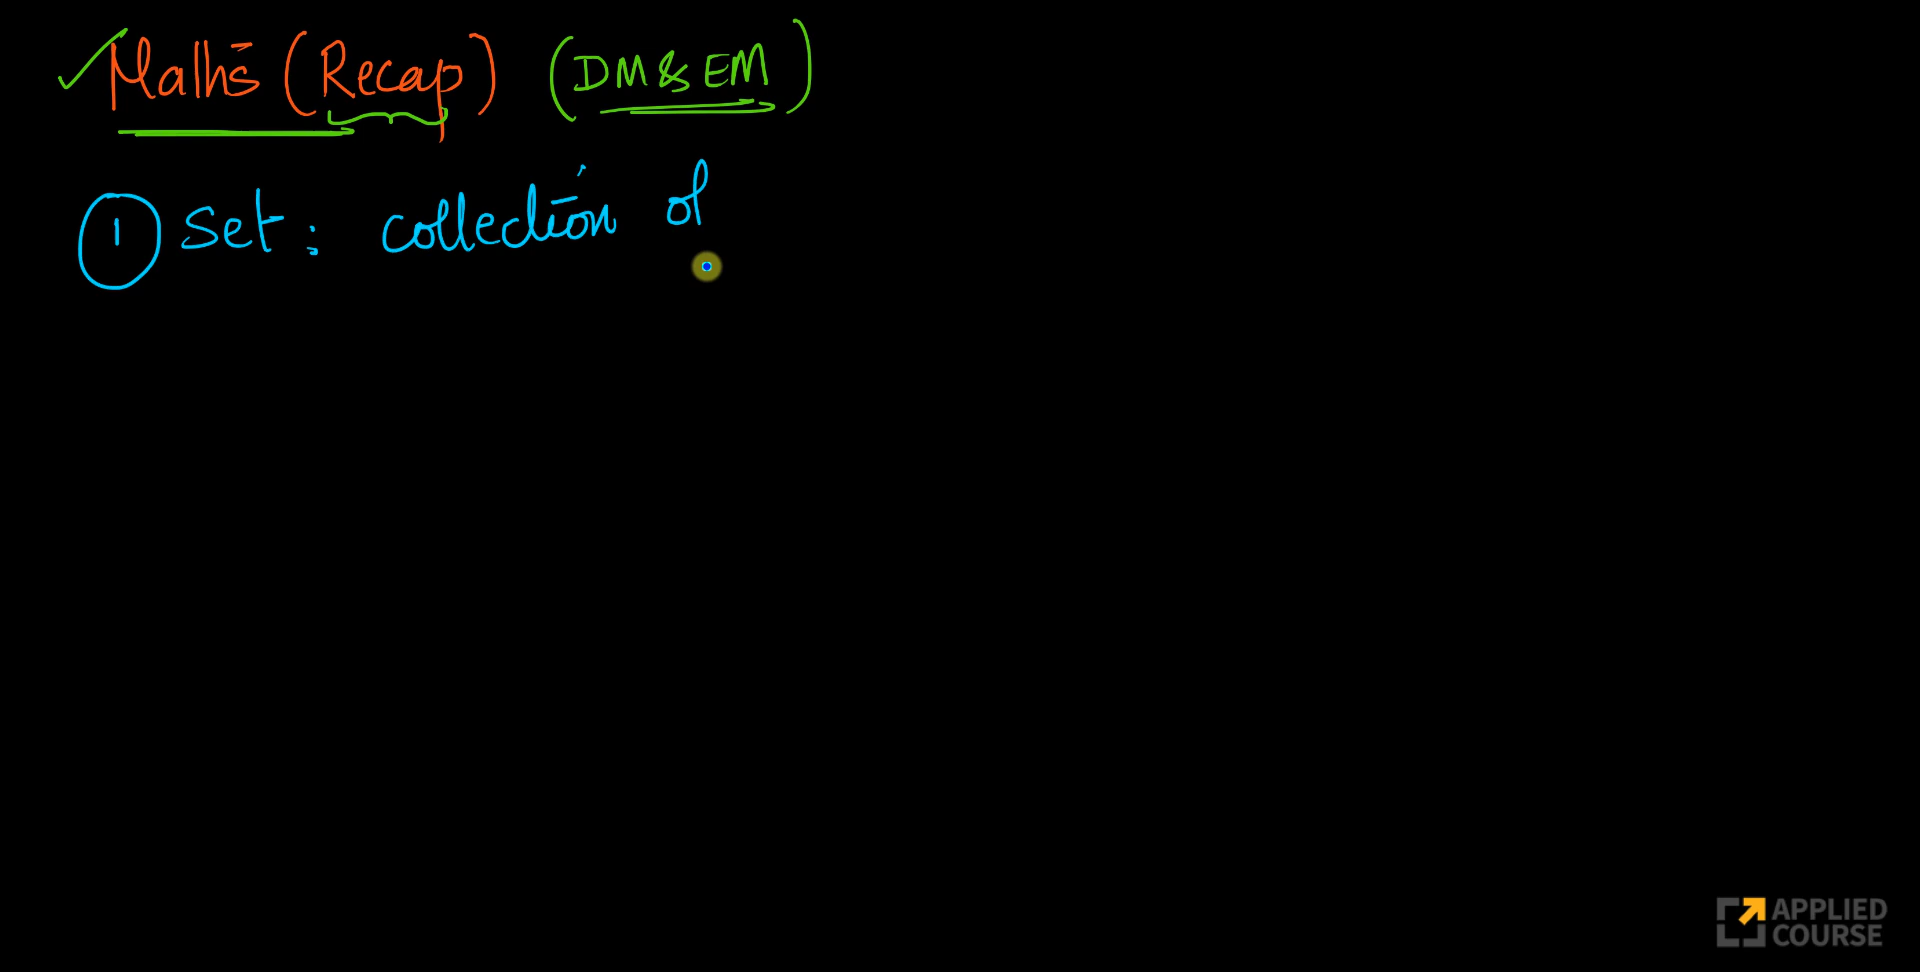 Maths (Recap) (DM & EM)
1 Set: collection of
APPLIED
COURSE